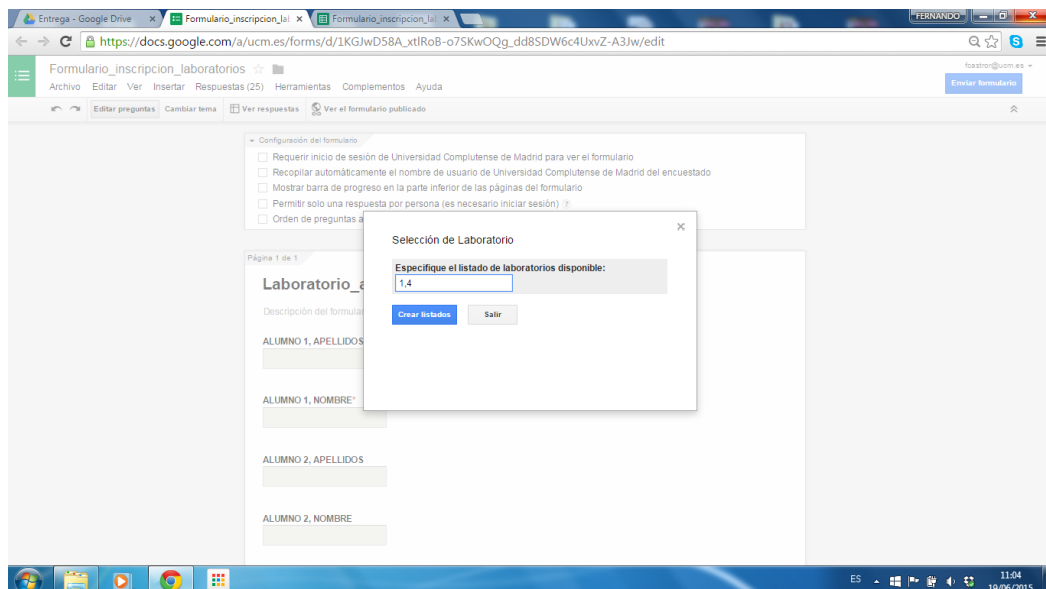 Entrega - Google Drive
Formulario_inscripcion_lal
Formulario_inscripcion_lal
FERNANDO
https://docs.google.com/a/ucm.es/forms/d/1KGJwD58A_xtlRoB-o7SKwOQg_dd8SDW6c4UxvZ-A3Jw/edit
Formulario_inscripcion_laboratorios
Archivo Editar Ver Insertar Respuestas (25) Herramientas Complementos Ayuda
Enviar formulario
Editar preguntas Cambiar tema Ver respuestas Ver el formulario publicado
Configuración del formulario
Requerir inicio de sesión de Universidad Complutense de Madrid para ver el formulario
Recopilar automáticamente el nombre de usuario de Universidad Complutense de Madrid del encuestado
Mostrar barra de progreso en la parte inferior de las páginas del formulario
Permitir solo una respuesta por persona (es necesario iniciar sesión) ?
Orden de preguntas a
Selección de Laboratorio
Especifique el listado de laboratorios disponible:
1,4
Crear listados Salir
Página 1 de 1
Laboratorio_a
Descripción del formular
ALUMNO 1, APELLIDOS
ALUMNO 1, NOMBRE*
ALUMNO 2, APELLIDOS
ALUMNO 2, NOMBRE
ES
11:04
19/06/2015